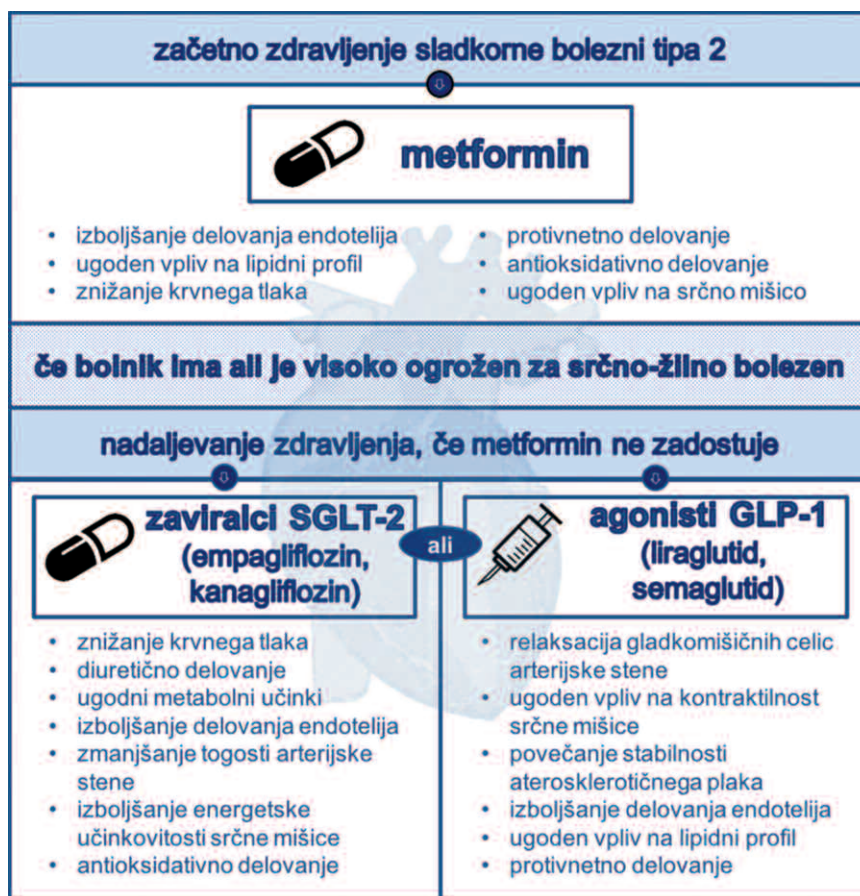 začetno zdravljenje sladkorne bolezni tipa 2
metformin
• izboljšanje delovanja endotelija
• ugoden vpliv na lipidni profil
• znižanje krvnega tlaka
• protivnetno delovanje
• antioksidativno delovanje
• ugoden vpliv na srčno mišico
če bolnik ima ali je visoko ogrožen za srčno-žilno bolezen
nadaljevanje zdravljenja, če metformin ne zadostuje
zaviralci SGLT-2
(empagliflozin,
kanagliflozin)
ali
agonisti GLP-1
(liraglutid,
semaglutid)
• znižanje krvnega tlaka
• diuretično delovanje
• ugodni metabolni učinki
• izboljšanje delovanja endotelija
• zmanjšanje togosti arterijske
stene
• izboljšanje energetske
učinkovitosti srčne mišice
• antioksidativno delovanje
• relaksacija gladkomišičnih celic
arterijske stene
• ugoden vpliv na kontraktilnost
srčne mišice
• povečanje stabilnosti
aterosklerotičnega plaka
• izboljšanje delovanja endotelija
• ugoden vpliv na lipidni profil
• protivnetno delovanje